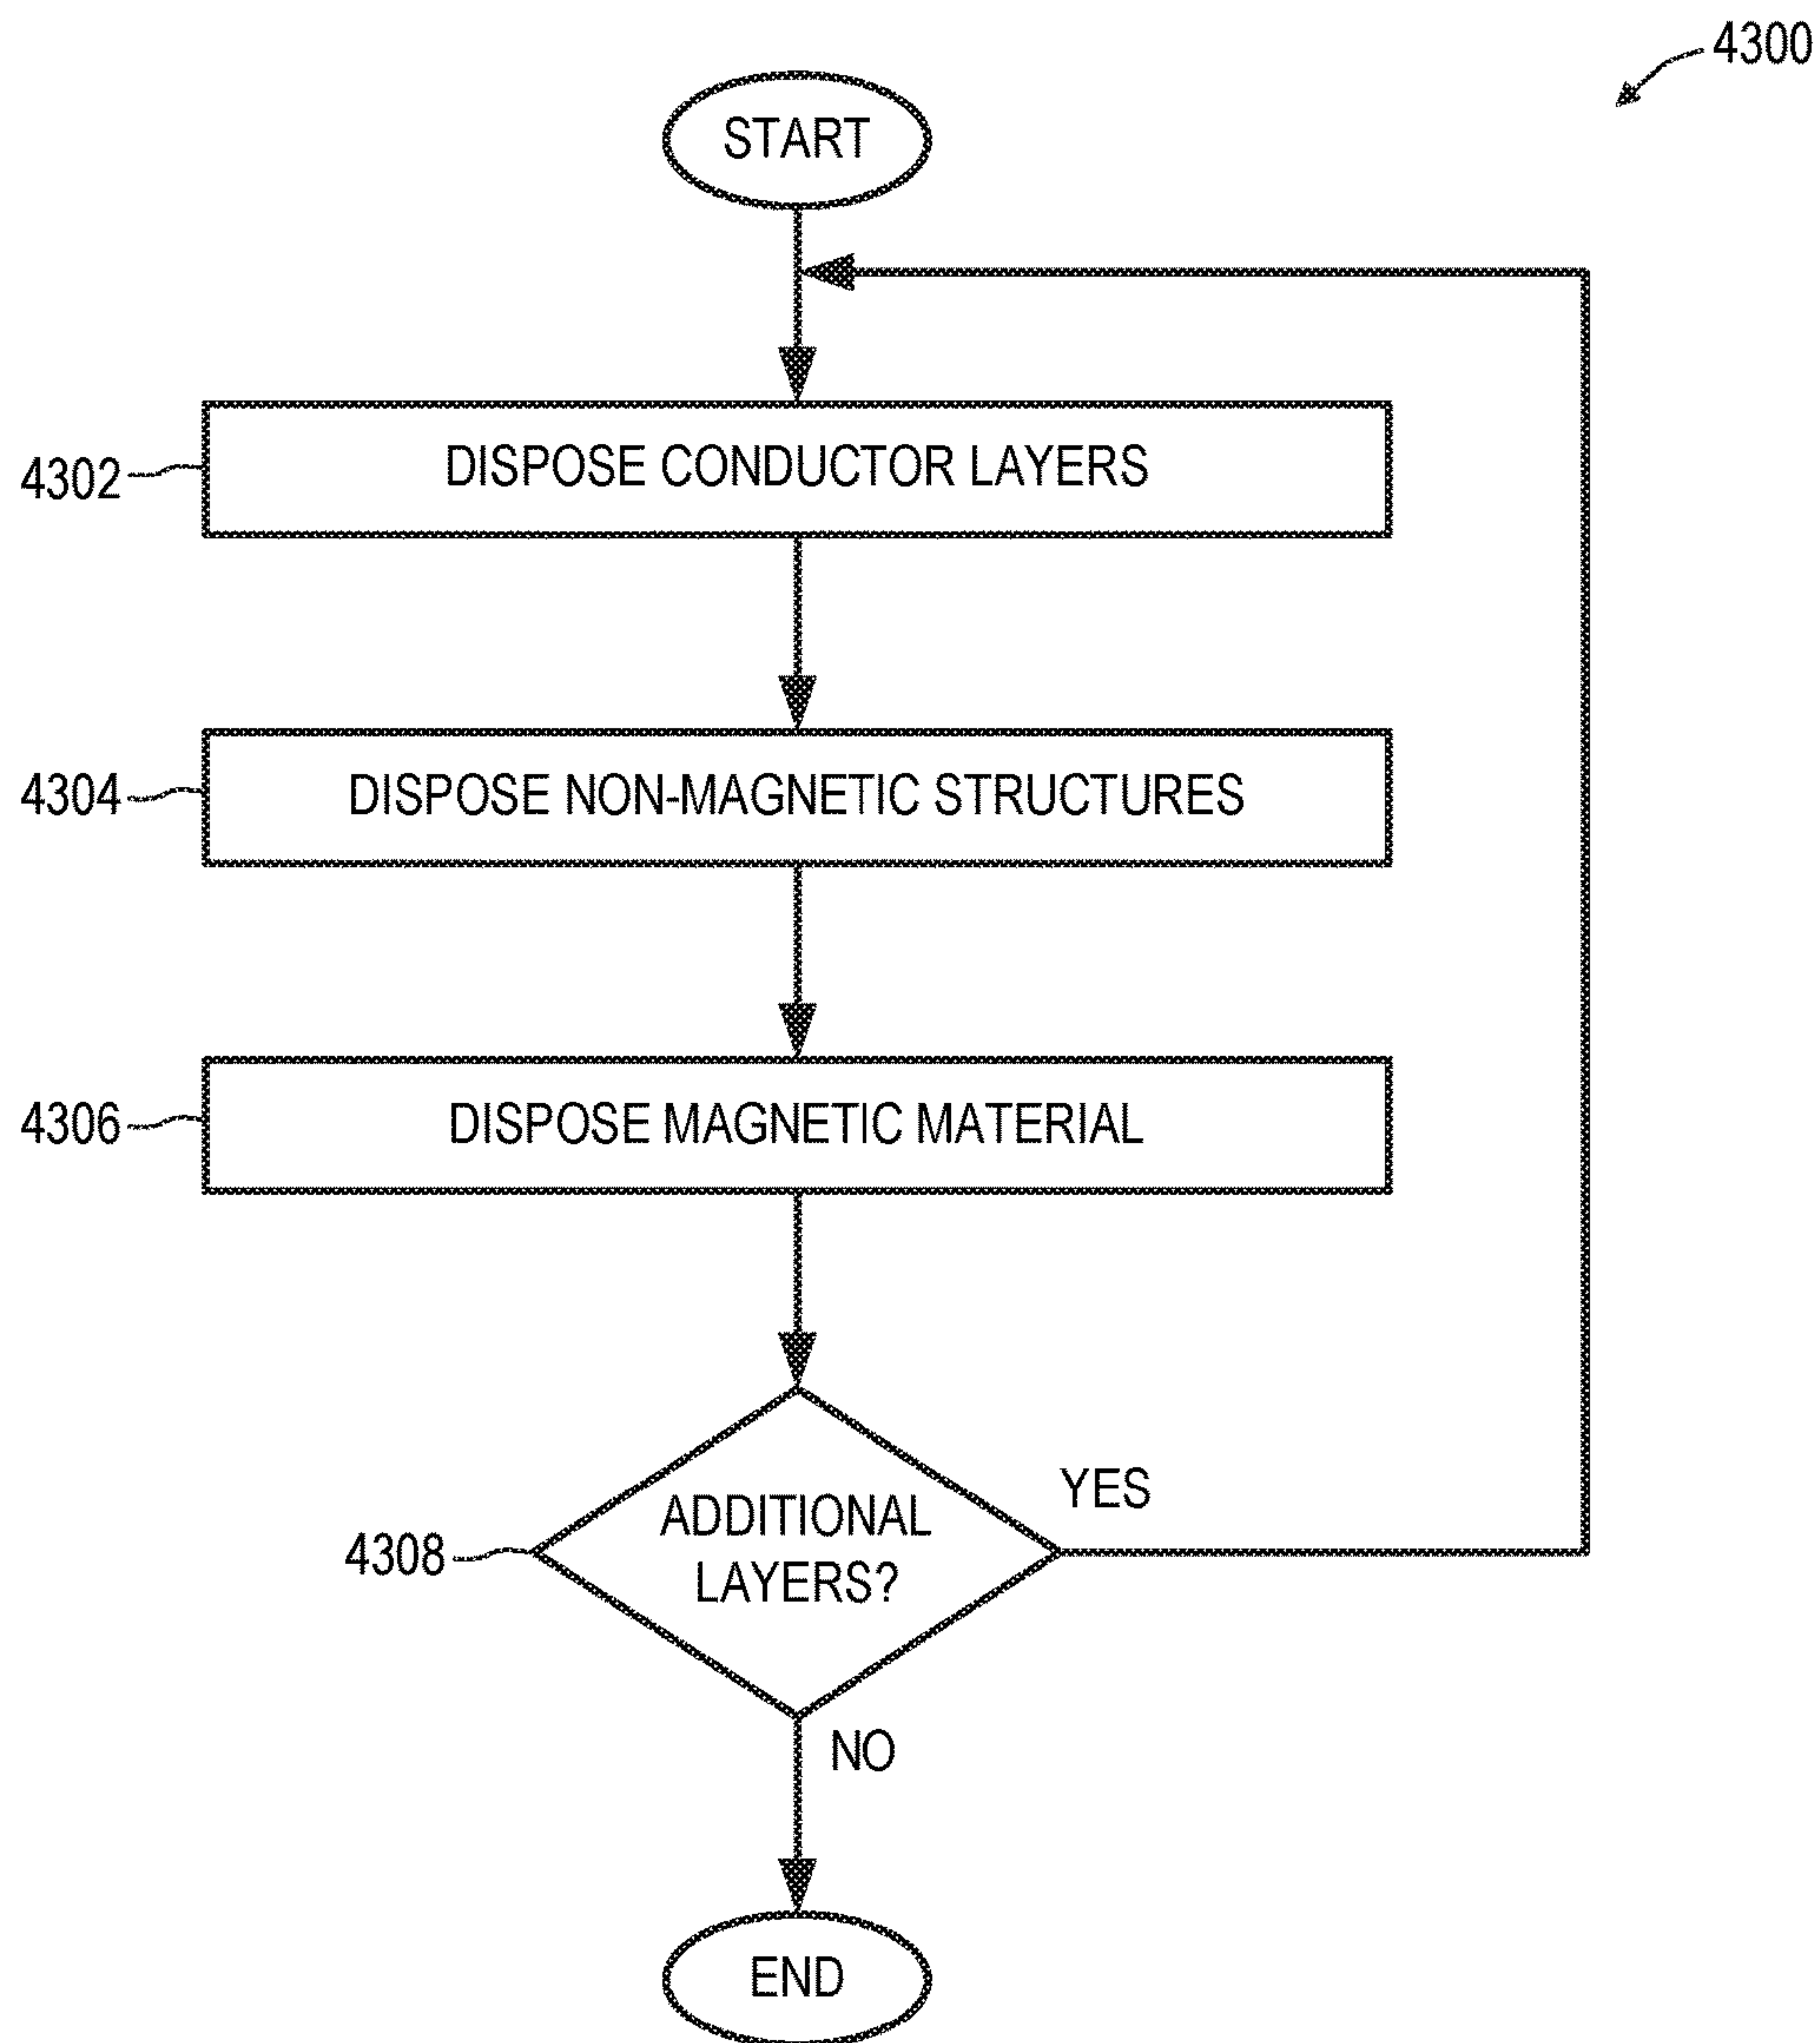 4300
START
4302
DISPOSE CONDUCTOR LAYERS
4304
DISPOSE NON-MAGNETIC STRUCTURES
4306
DISPOSE MAGNETIC MATERIAL
4308
ADDITIONAL
LAYERS?
YES
NO
END